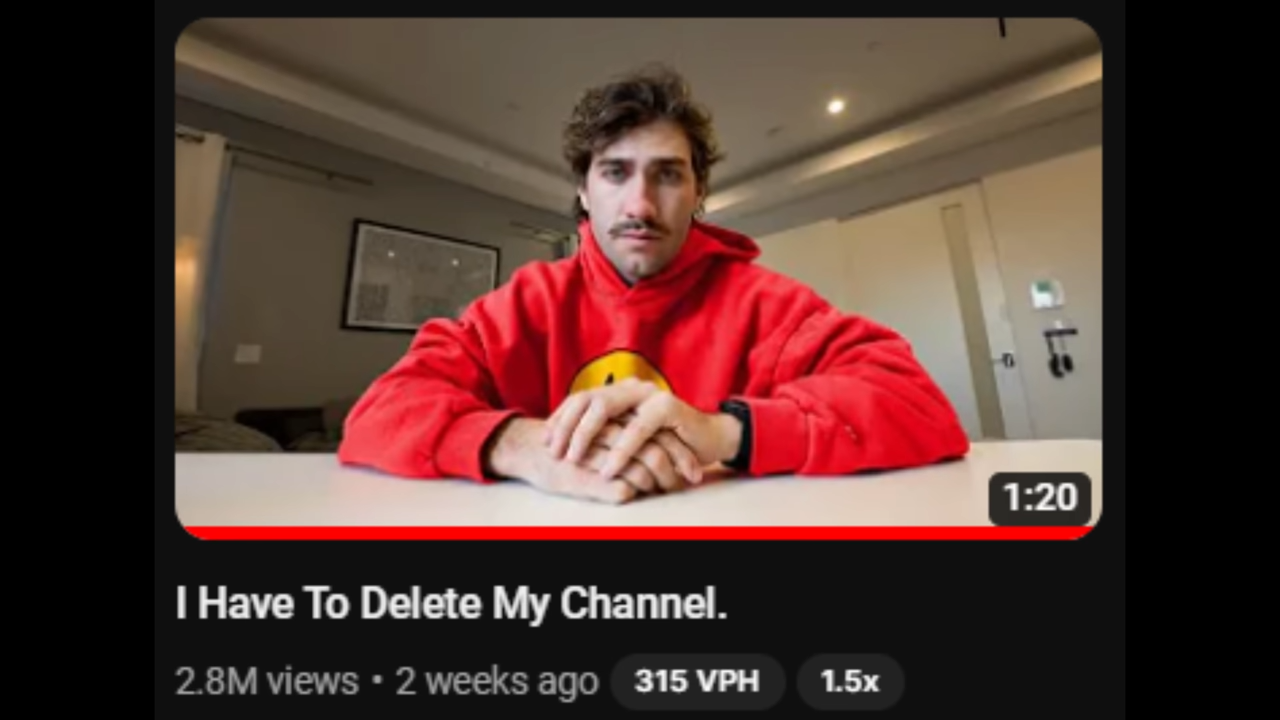 1:20
I Have To Delete My Channel.
2.8M views • 2 weeks ago 315 VPH 1.5x